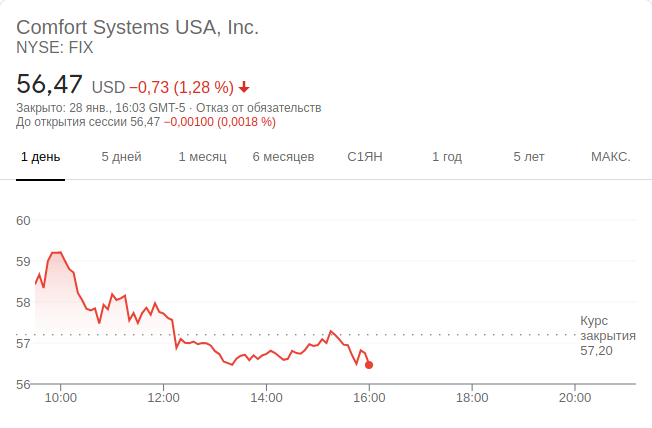 Comfort Systems USA, Inc.
NYSE: FIX
56,47 USD −0,73 (1,28 %)
Закрыто: 28 янв., 16:03 GMT-5 · Отказ от обязательств
До открытия сессии 56,47 −0,00100 (0,0018 %)
1 день 5 дней 1 месяц 6 месяцев С1ЯН 1 год 5 лет МАКС.
60
59
58
Курс
закрытия
57,20
57
56
10:00 12:00 14:00 16:00 18:00 20:00